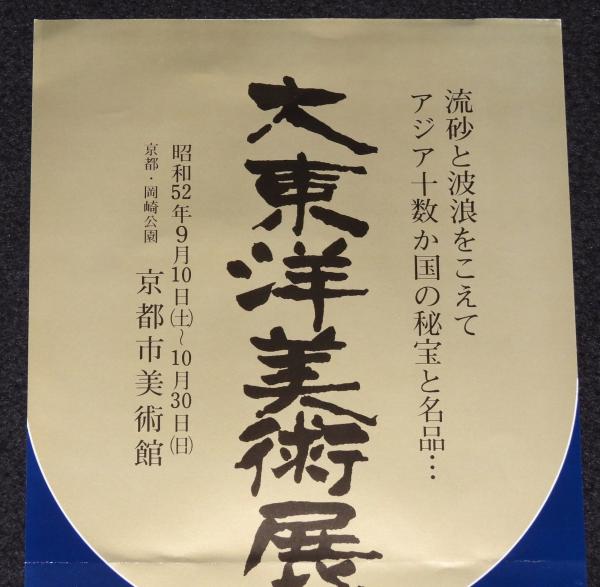 流砂と波浪をこえて
アジア十数か国の秘宝と名品…
大東洋美術展
昭和52年9月10日(土)~10月30日(日)
京都・岡崎公園
京都市美術館